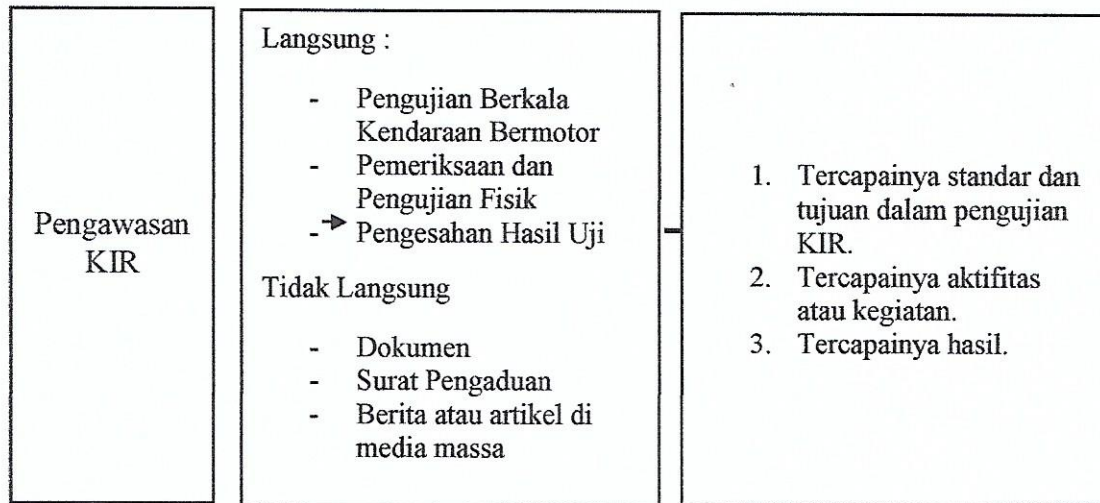 Pengawasan
KIR
Langsung :
- Pengujian Berkala
Kendaraan Bermotor
- Pemeriksaan dan
Pengujian Fisik
- Pengesahan Hasil Uji
Tidak Langsung
- Dokumen
- Surat Pengaduan
- Berita atau artikel di
media massa
1. Tercapainya standar dan
tujuan dalam pengujian
KIR.
2. Tercapainya aktifitas
atau kegiatan.
3. Tercapainya hasil.